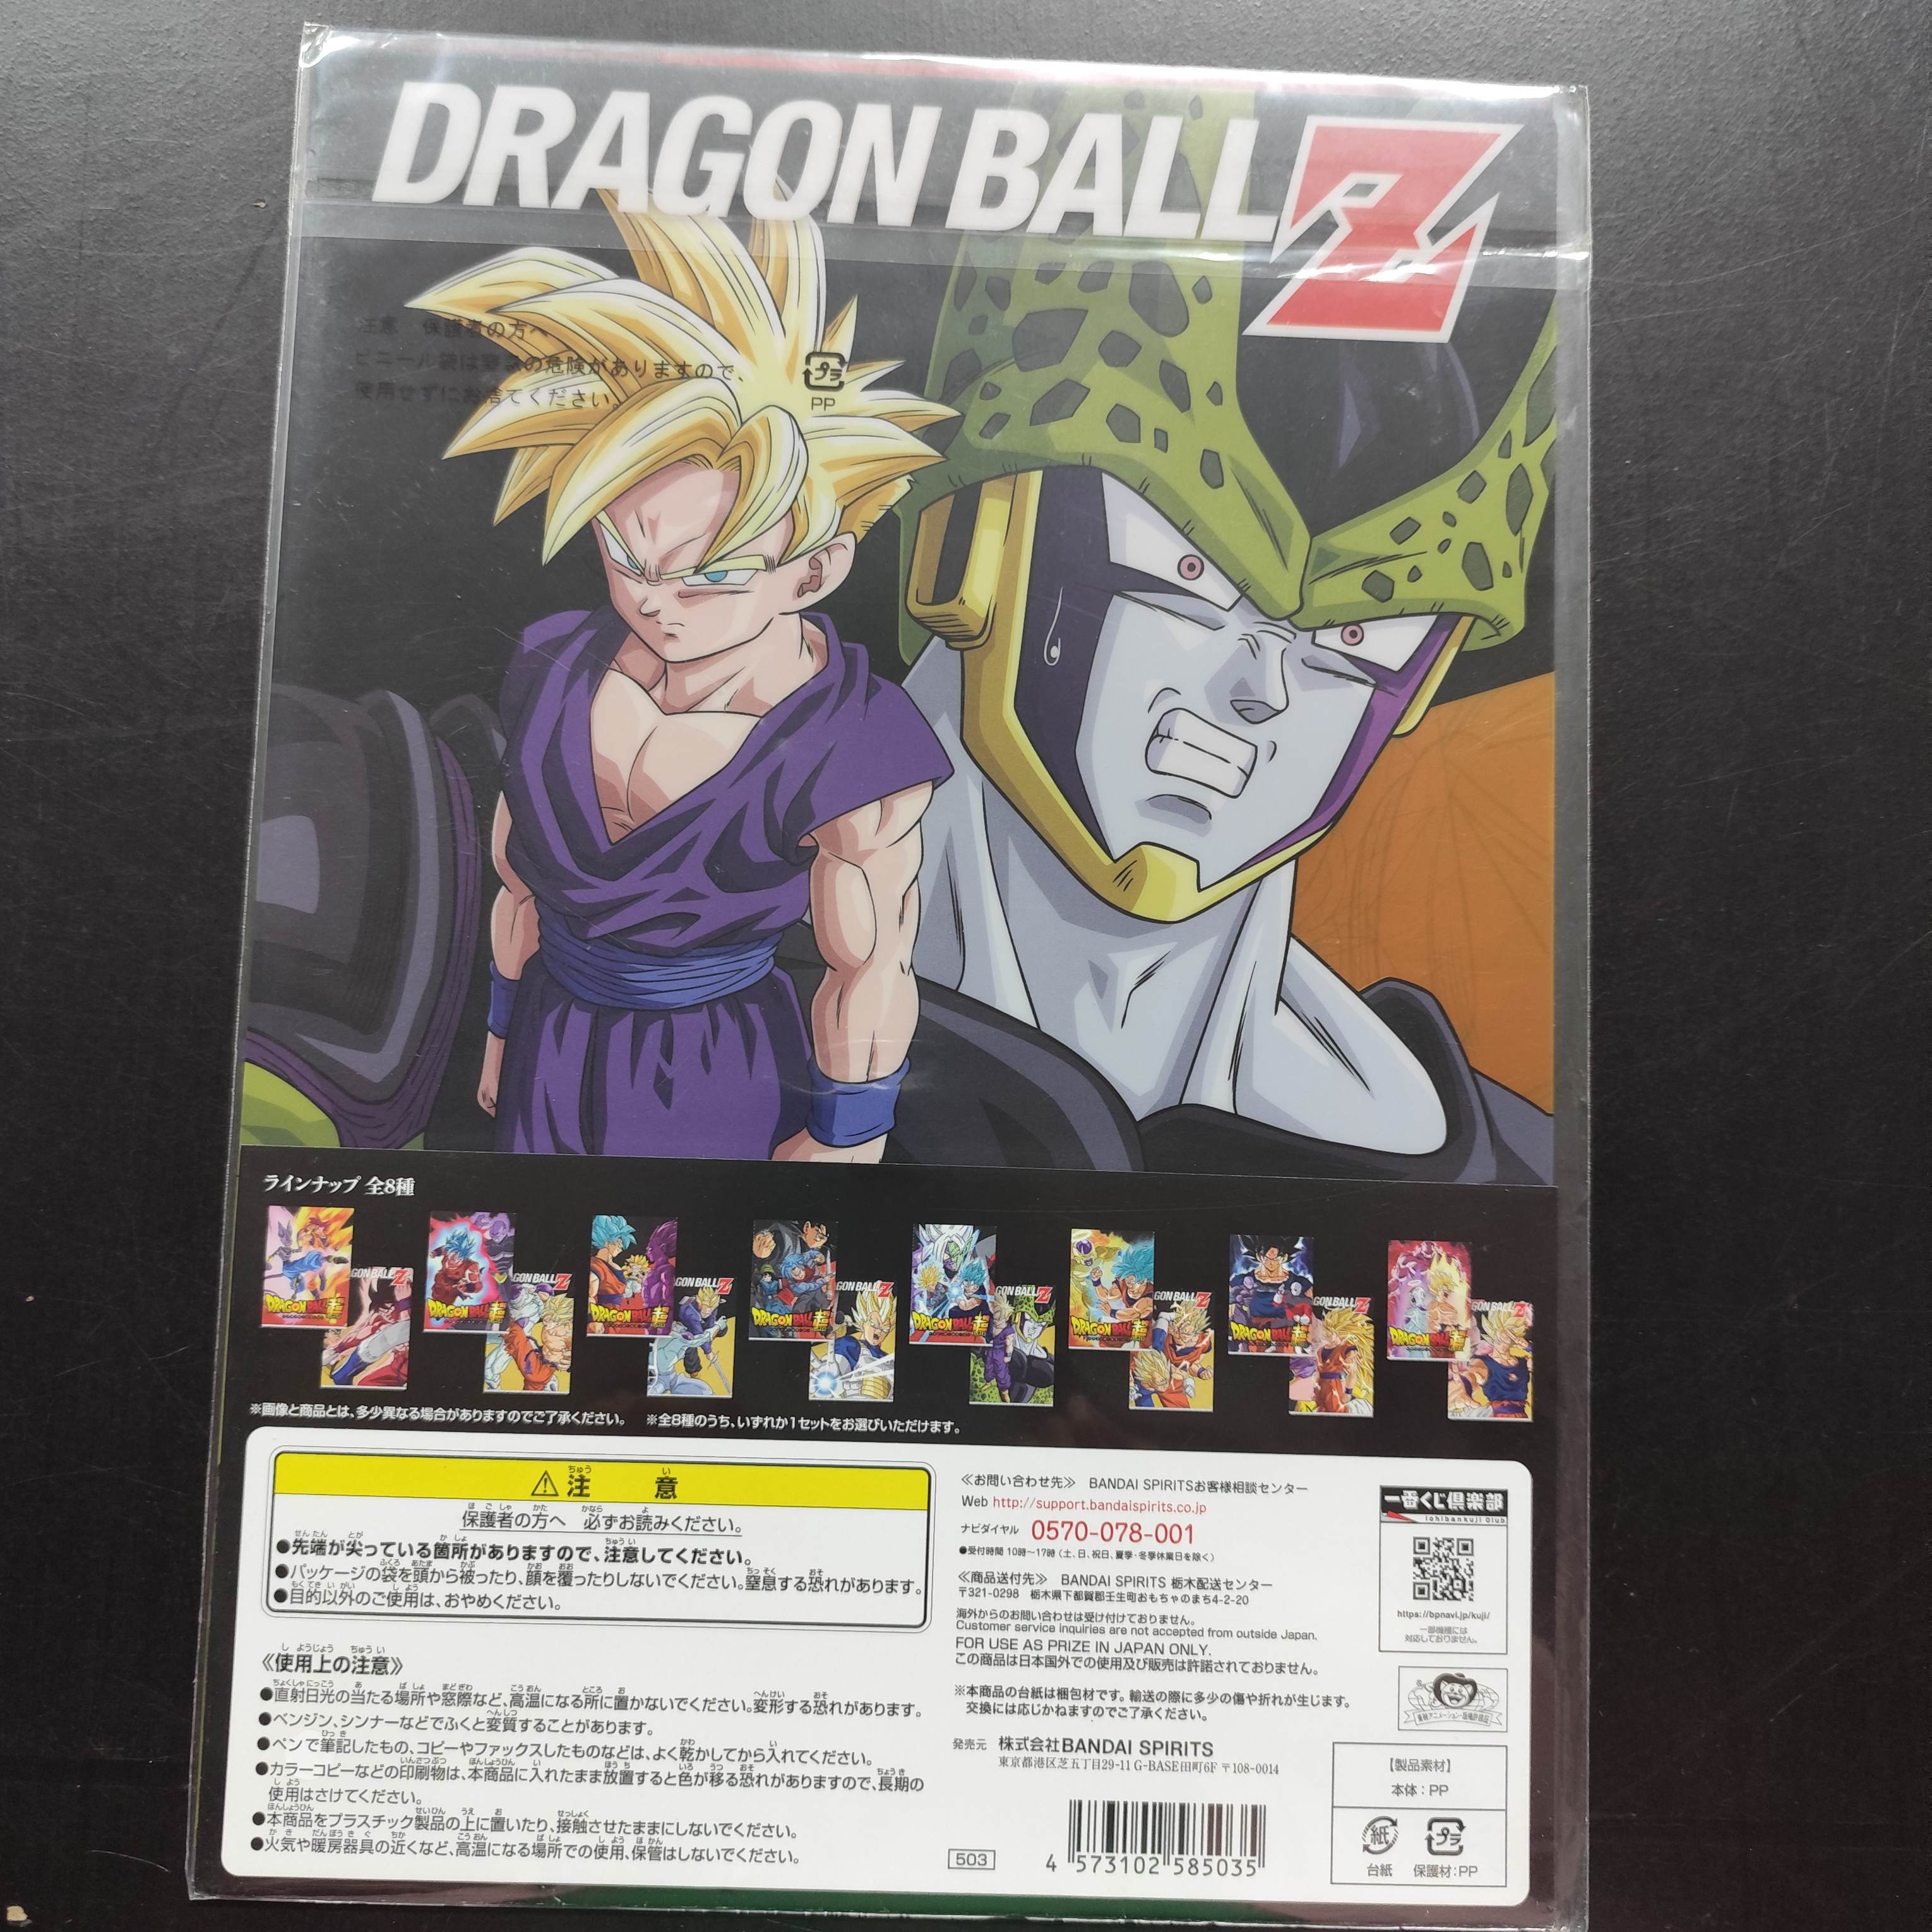 DRAGON BALL Z
注意 保護者の方へ
ビニール袋は窒息の危険がありますので、
使用せずにお捨てください。
プラ
PP
ラインナップ 全8種
※画像と商品とは、多少異なる場合がありますのでご了承ください。 ※全8種のうち、いずれか1セットをお選びいただけます。
⚠注意
保護者の方へ 必ずお読みください。
●先端が尖っている箇所がありますので、注意してください。
●パッケージの袋を頭から被ったり、顔を覆ったりしないでください。窒息する恐れがあります。
●目的以外のご使用は、おやめください。
《使用上の注意》
●直射日光の当たる場所や窓際など、高温になる所に置かないでください。変形する恐れがあります。
●ベンジン、シンナーなどでふくと変質することがあります。
●ペンで筆記したもの、コピーやファックスしたものなどは、よく乾かしてから入れてください。
●カラーコピーなどの印刷物は、本商品に入れたまま放置すると色が移る恐れがありますので、長期の
使用はさけてください。
●本商品をプラスチック製品の上に置いたり、接触させたままにしないでください。
●火気や暖房器具の近くなど、高温になる場所での使用、保管はしないでください。
≪お問い合わせ先≫ BANDAI SPIRITSお客様相談センター
Web http://support.bandaispirits.co.jp
ナビダイヤル 0570-078-001
●受付時間 10時〜17時（土、日、祝日、夏季・冬季休業日を除く）
≪商品送付先≫ BANDAI SPIRITS 栃木配送センター
〒321-0298 栃木県下都賀郡壬生町おもちゃのまち4-2-20
海外からのお問い合わせは受け付けておりません。
Customer service inquiries are not accepted from outside Japan.
FOR USE AS PRIZE IN JAPAN ONLY.
この商品は日本国外での使用及び販売は許諾されておりません。
※本商品の台紙は梱包材です。輸送の際に多少の傷や折れが生じます。
交換には応じかねますのでご了承ください。
発売元 株式会社BANDAI SPIRITS
東京都港区芝五丁目29-11 G-BASE田町6F 〒108-0014
503
4 573102 585035
一番くじ倶楽部
Ichibankuji Club
https://bpnavi.jp/kuji/
一部機種には
対応しておりません。
【製品素材】
本体：PP
紙
台紙
プラ
保護材：PP